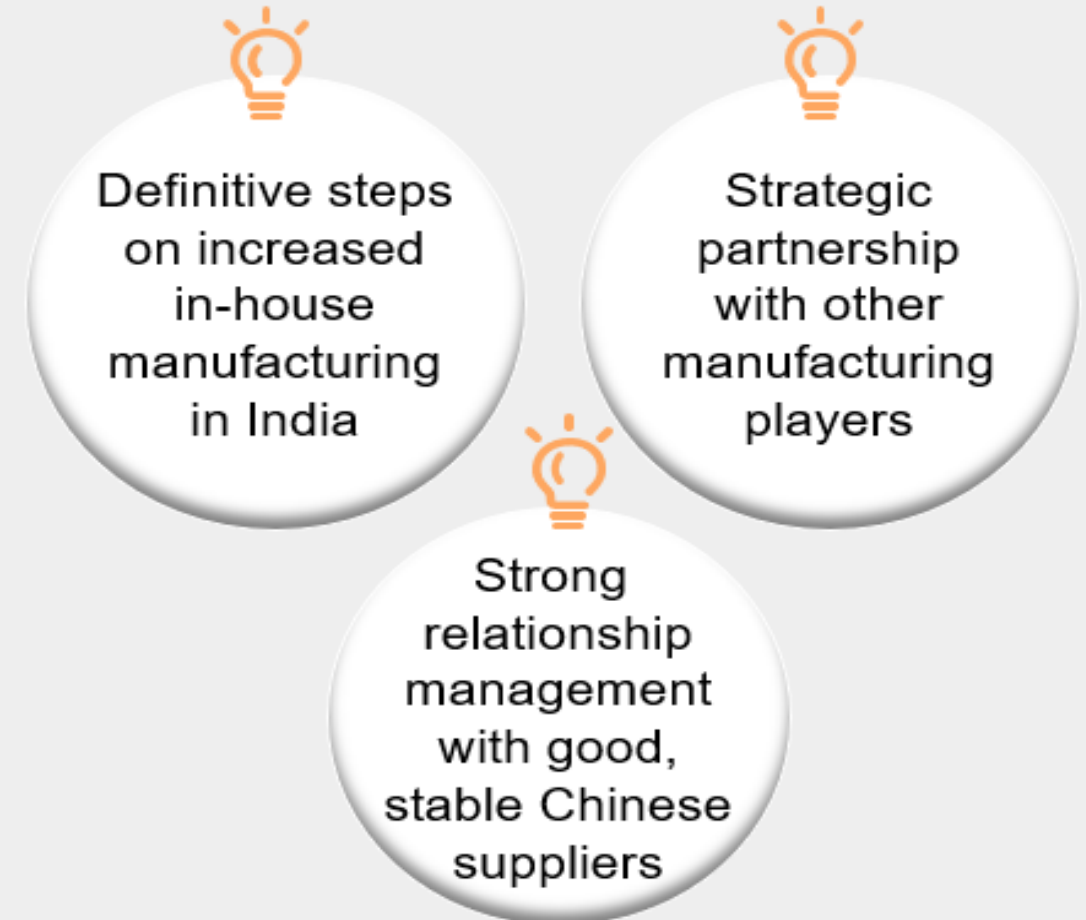 Definitive steps
on increased
in-house
manufacturing
in India
Strategic
partnership
with other
manufacturing
players
Strong
relationship
management
with good,
stable Chinese
suppliers